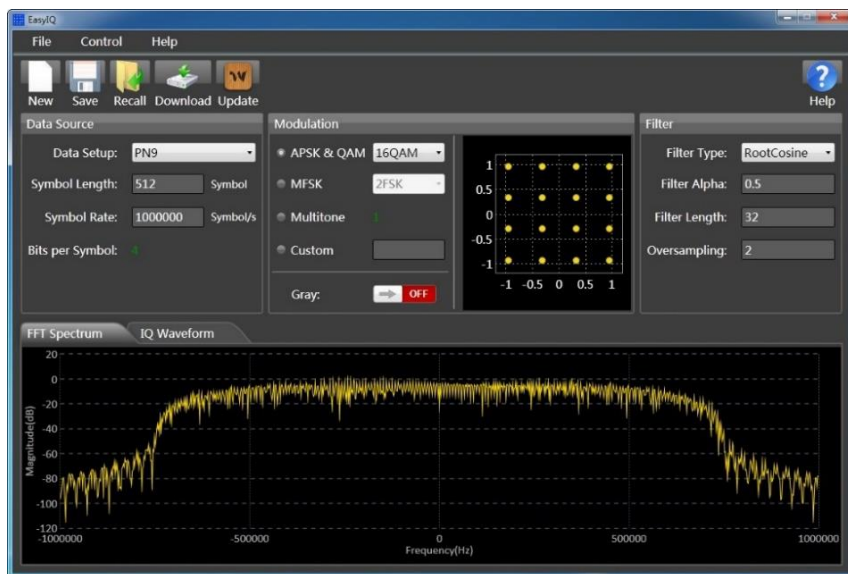 EasyIQ
File Control Help
New Save Recall Download Update Help
Data Source
Data Setup: PN9
Symbol Length: 512 Symbol
Symbol Rate: 1000000 Symbol/s
Bits per Symbol: 4
Modulation
APSK & QAM 16QAM
MFSK 2FSK
Multitone 1
Custom
Gray: OFF
1
0.5
0
-0.5
-1
-1 -0.5 0 0.5 1
Filter
Filter Type: RootCosine
Filter Alpha: 0.5
Filter Length: 32
Oversampling: 2
FFT Spectrum IQ Waveform
Magnitude(dB)
20
0
-20
-40
-60
-80
-100
-120
-1000000 -500000 0 500000 1000000
Frequency(Hz)